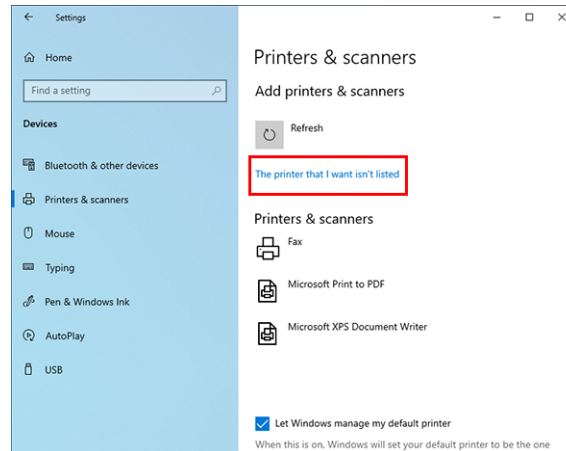 Settings
Home
Find a setting
Devices
Bluetooth & other devices
Printers & scanners
Mouse
Typing
Pen & Windows Ink
AutoPlay
USB
Printers & scanners
Add printers & scanners
Refresh
The printer that I want isn't listed
Printers & scanners
Fax
Microsoft Print to PDF
Microsoft XPS Document Writer
Let Windows manage my default printer
When this is on, Windows will set your default printer to be the one